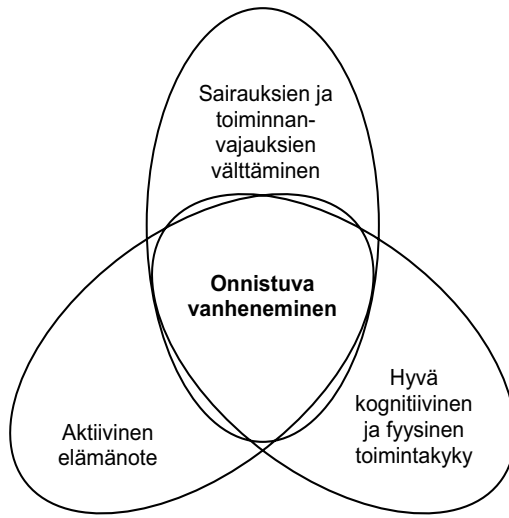 Sairauksien ja
toiminnan-
vajauksien
välttäminen
Onnistuva
vanheneminen
Aktiivinen
elämänote
Hyvä
kognitiivinen
ja fyysinen
toimintakyky